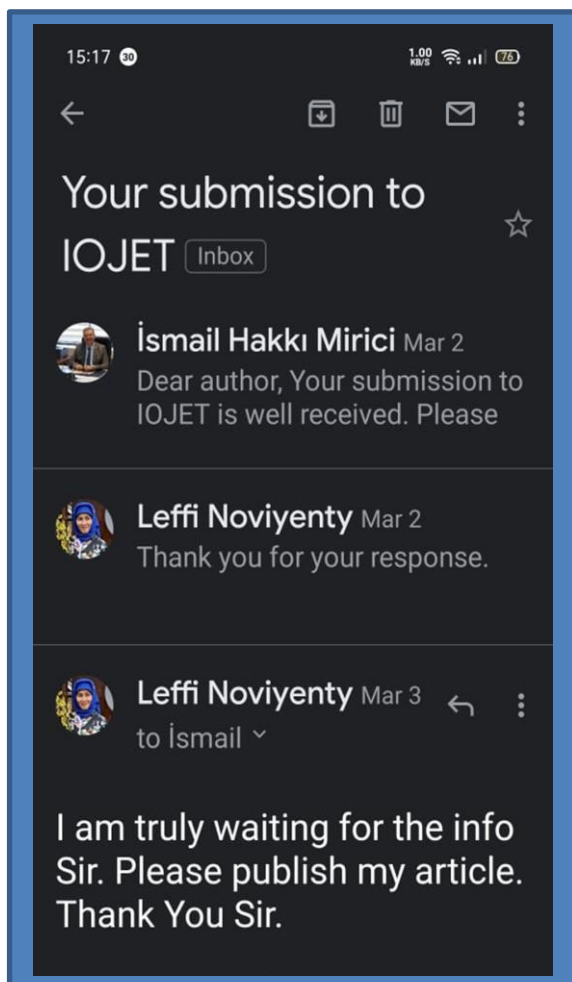 15:17 30 1.00 KB/S 76
Your submission to
IOJET Inbox
İsmail Hakkı Mirici Mar 2
Dear author, Your submission to
IOJET is well received. Please
Leffi Noviyenty Mar 2
Thank you for your response.
Leffi Noviyenty Mar 3
to İsmail
I am truly waiting for the info
Sir. Please publish my article.
Thank You Sir.